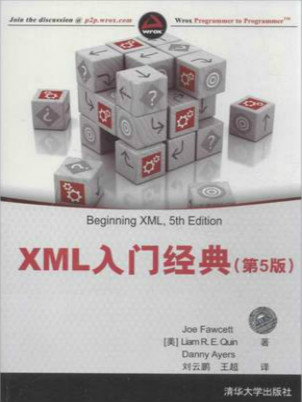 Join the discussion @ p2p.wrox.com Wrox Programmer to Programmer™
WROX
Beginning XML, 5th Edition
XML入门经典(第5版)
Joe Fawcett
[美] Liam R. E. Quin 著
Danny Ayers
刘云鹏 王超 译
清华大学出版社